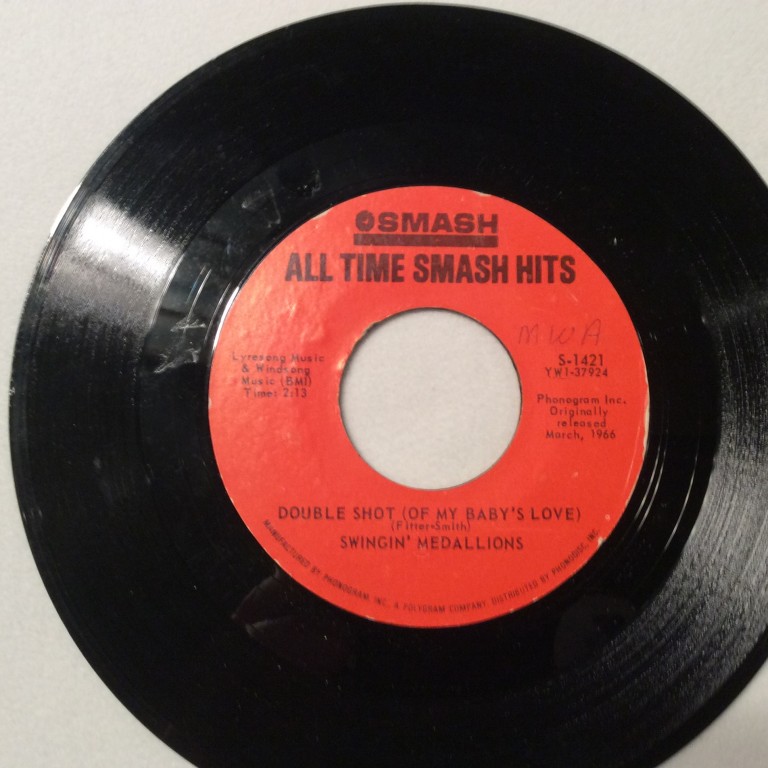 SMASH
ALL TIME SMASH HITS
MWA
Lyresong Music
& Windsong
Music (BMI)
Time: 2:13
S-1421
YW1-37924
Phonogram Inc.
Originally
released
March, 1966
DOUBLE SHOT (OF MY BABY'S LOVE)
(Fitter-Smith)
SWINGIN' MEDALLIONS
MANUFACTURED BY PHONOGRAM, INC., A POLYGRAM COMPANY. DISTRIBUTED BY PHONODISC, INC.